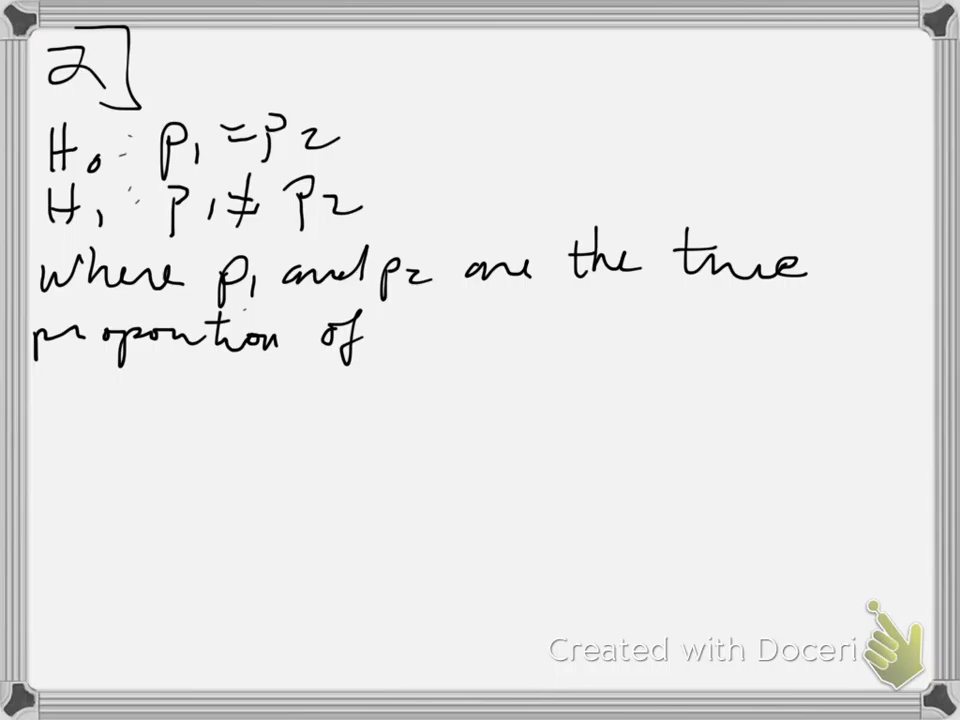 2]
H₀: p₁ = p₂
H₁: p₁ ≠ p₂
where p₁ and p₂ are the true
proportion of
Created with Doceri